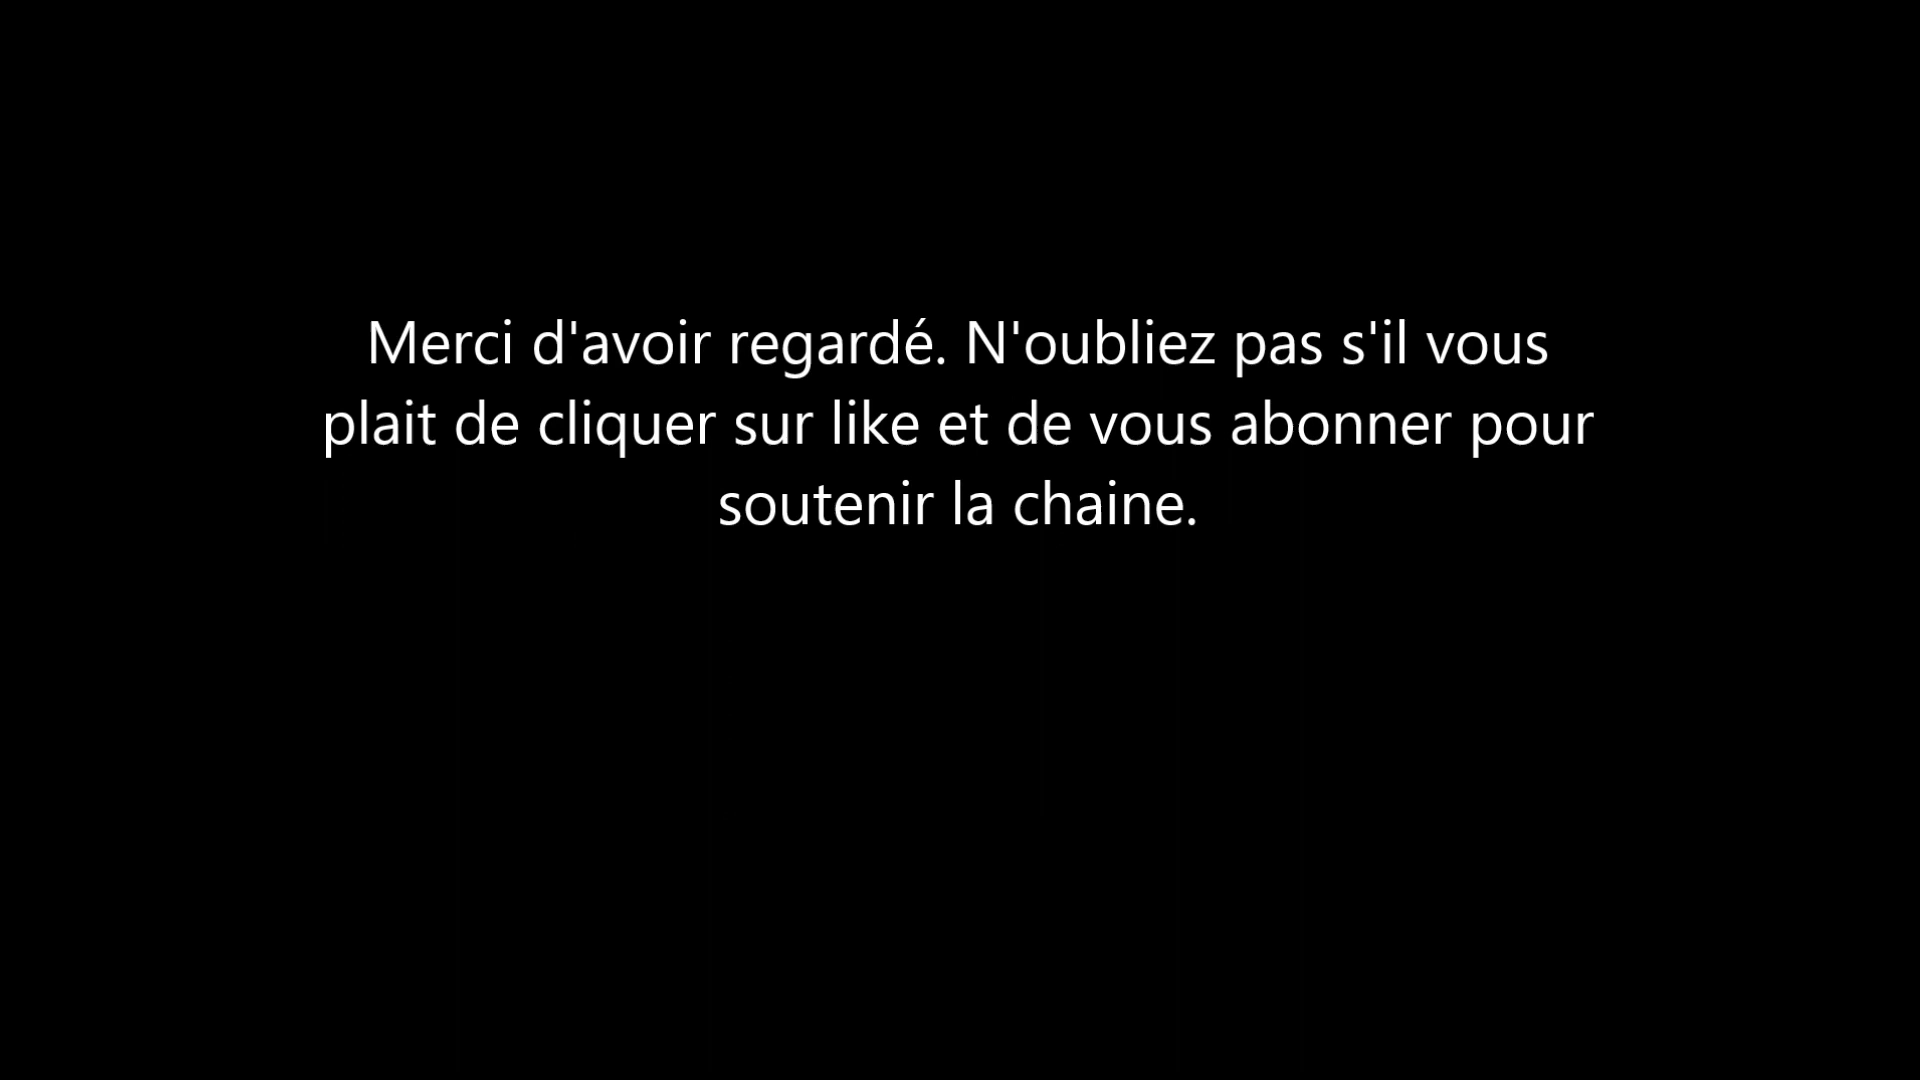 Merci d'avoir regardé. N'oubliez pas s'il vous
plait de cliquer sur like et de vous abonner pour
soutenir la chaine.